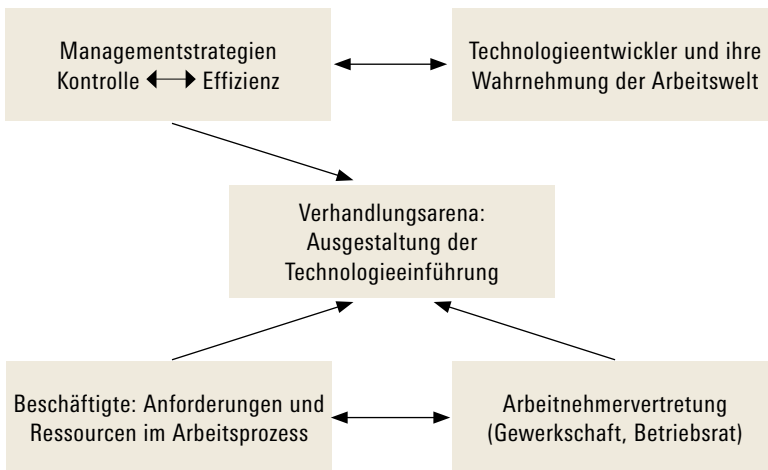 Managementstrategien
Kontrolle ⟷ Effizienz
Technologieentwickler und ihre
Wahrnehmung der Arbeitswelt
Verhandlungsarena:
Ausgestaltung der
Technologieeinführung
Beschäftigte: Anforderungen und
Ressourcen im Arbeitsprozess
Arbeitnehmervertretung
(Gewerkschaft, Betriebsrat)